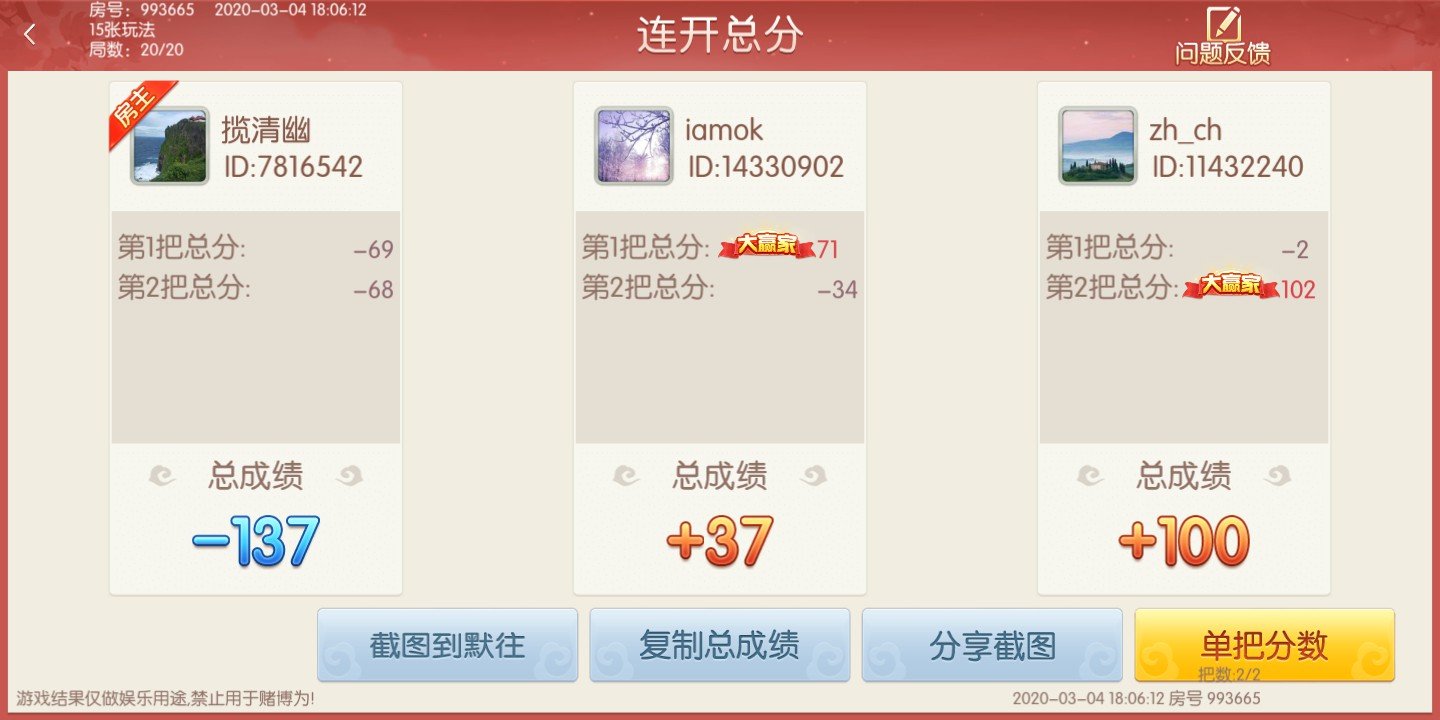 房号：993665 2020-03-04 18:06:12
15张玩法
局数：20/20
连开总分
问题反馈
房主
揽清幽
ID:7816542
第1把总分: -69
第2把总分: -68
总成绩
-137
iamok
ID:14330902
第1把总分: 大赢家 71
第2把总分: -34
总成绩
+37
zh_ch
ID:11432240
第1把总分: -2
第2把总分: 大赢家 102
总成绩
+100
截图到默往
复制总成绩
分享截图
单把分数
把数:2/2
游戏结果仅做娱乐用途,禁止用于赌博为!
2020-03-04 18:06:12 房号 993665